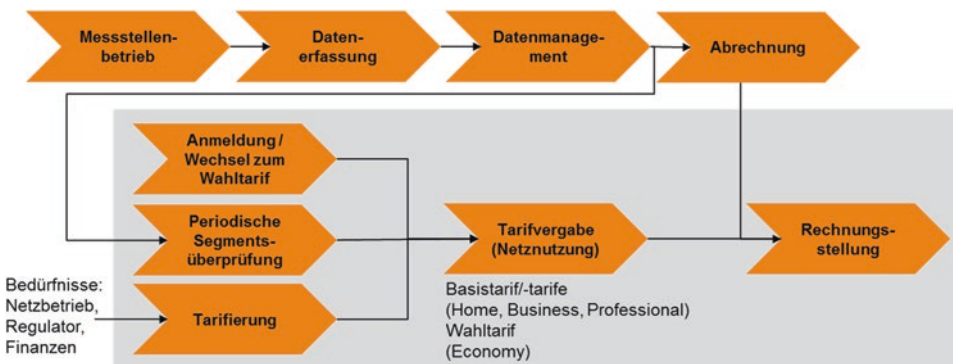 Messstellen-
betrieb
Daten-
erfassung
Datenmanage-
ment
Abrechnung
Anmeldung /
Wechsel zum
Wahltarif
Periodische
Segments-
überprüfung
Tarifvergabe
(Netznutzung)
Rechnungs-
stellung
Bedürfnisse:
Netzbetrieb,
Regulator,
Finanzen
Tarifierung
Basistarif/-tarife
(Home, Business, Professional)
Wahltarif
(Economy)